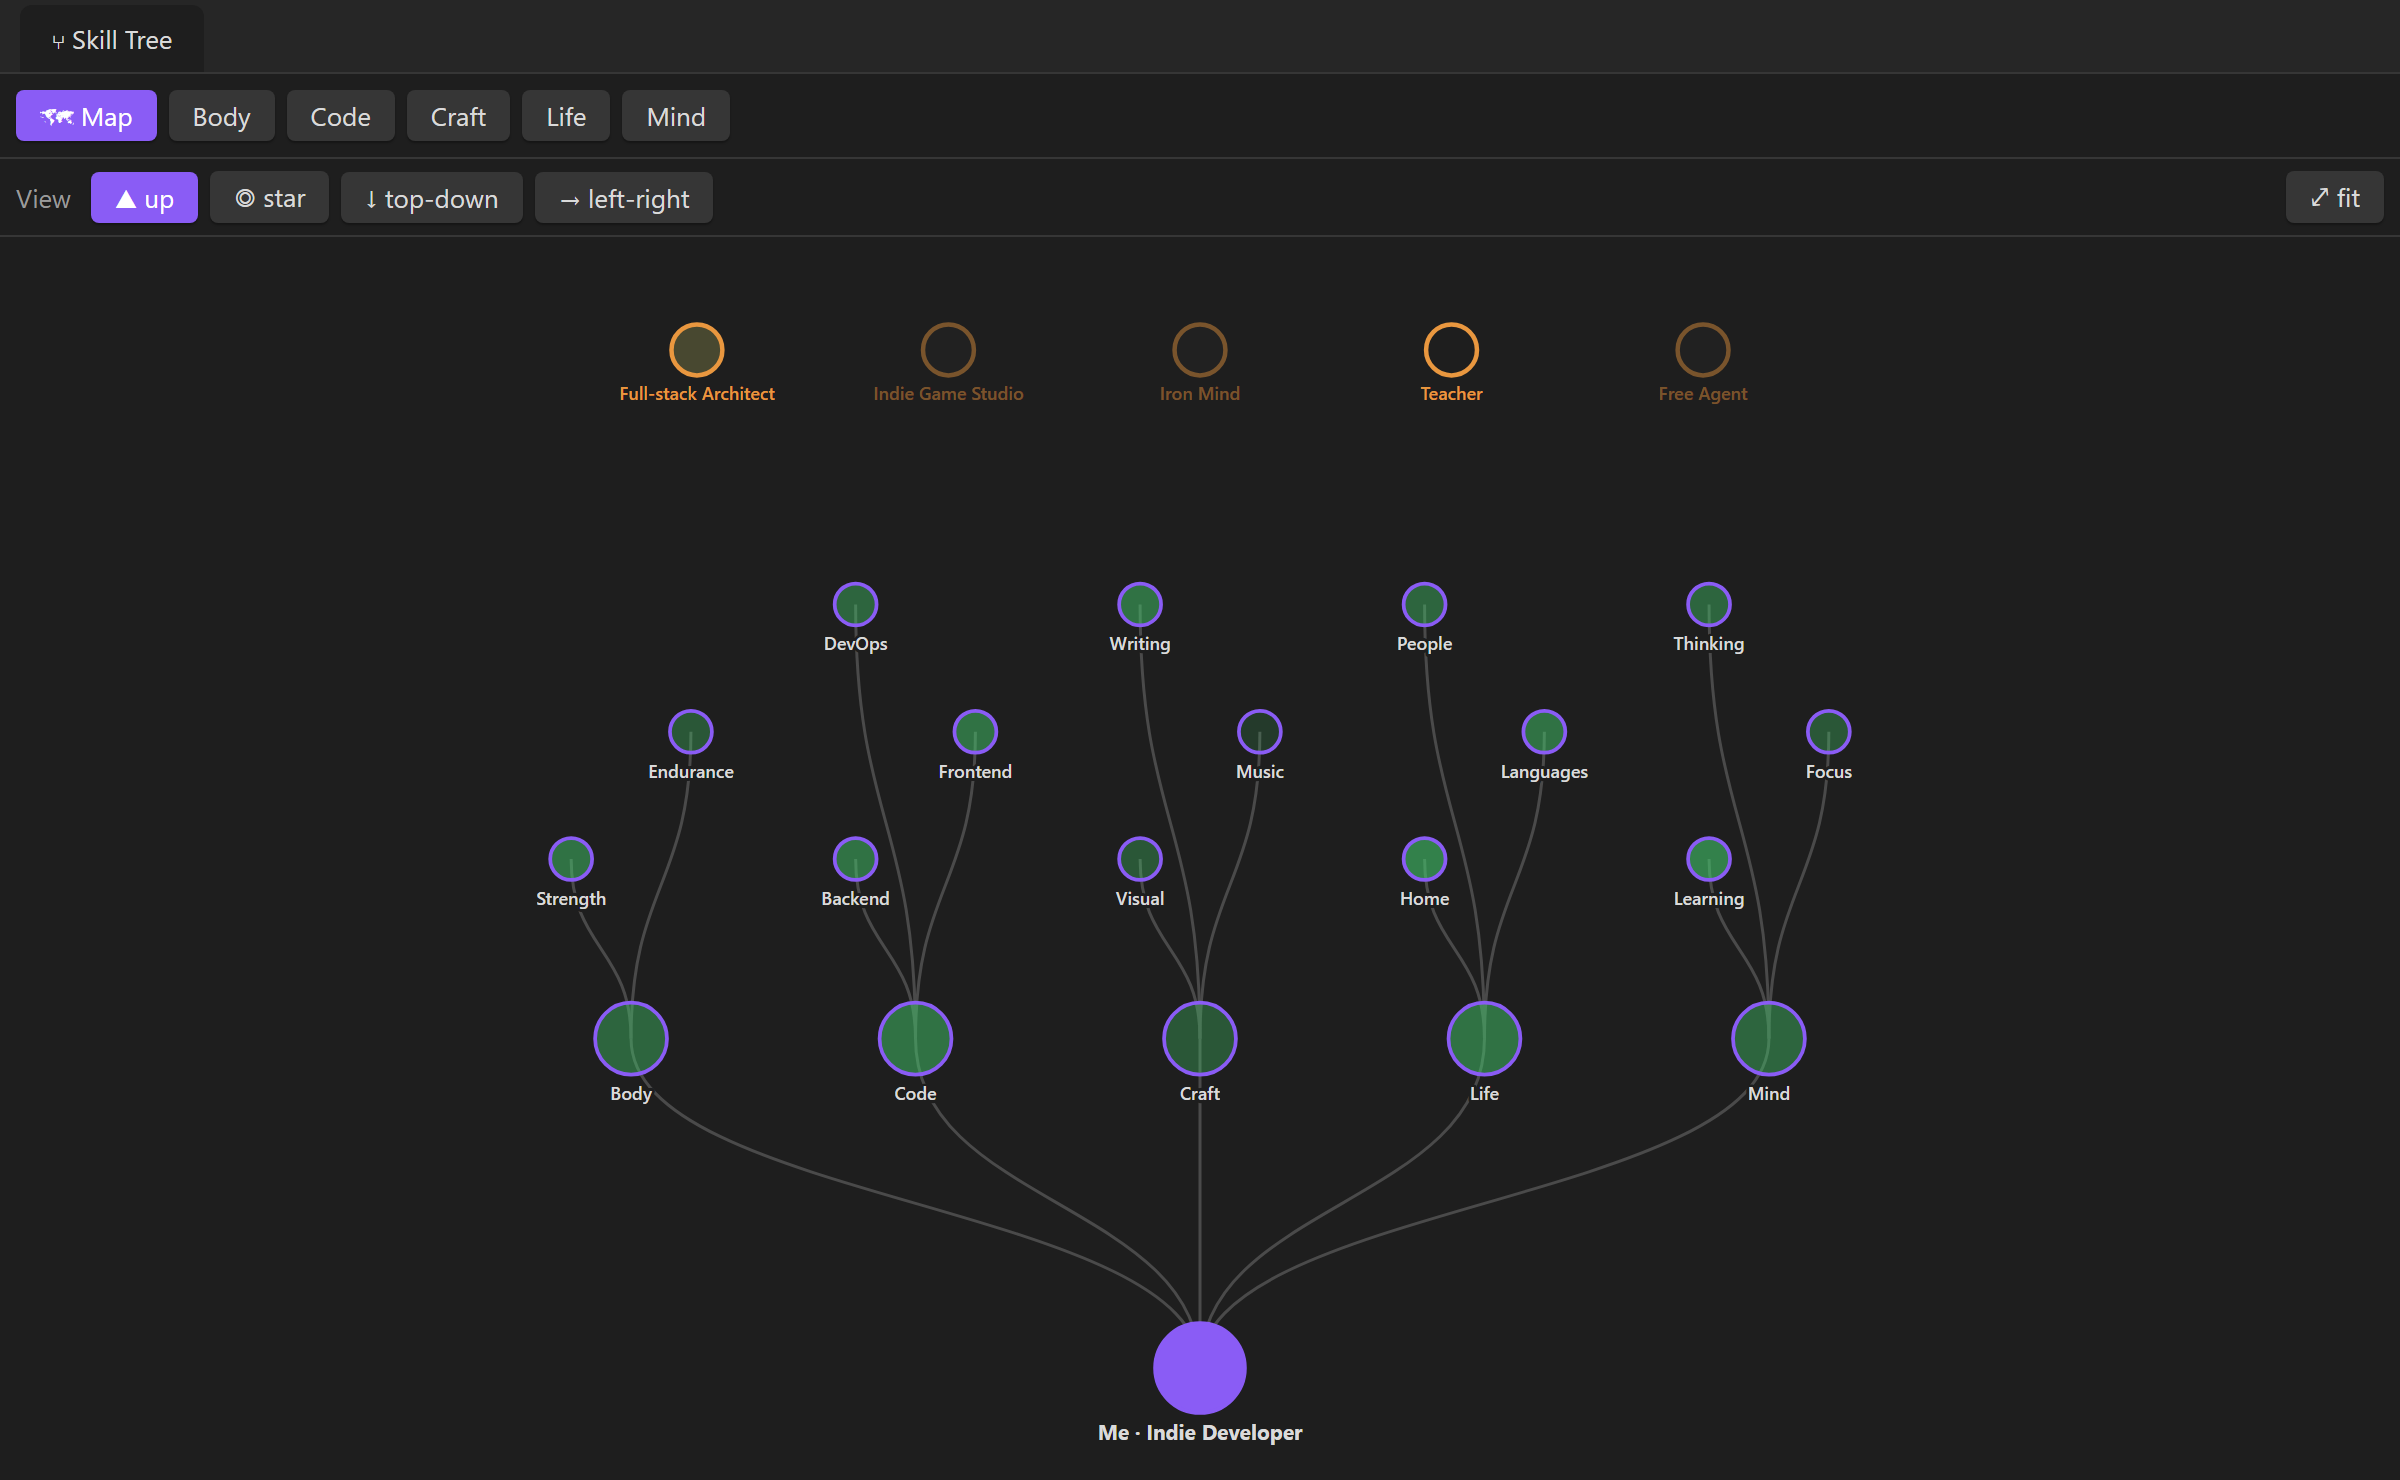 Skill Tree
Map Body Code Craft Life Mind
View ▲ up ◎ star ↓ top-down → left-right ⤢ fit
Full-stack Architect Indie Game Studio Iron Mind Teacher Free Agent
DevOps Writing People Thinking
Endurance Frontend Music Languages Focus
Strength Backend Visual Home Learning
Body Code Craft Life Mind
Me · Indie Developer